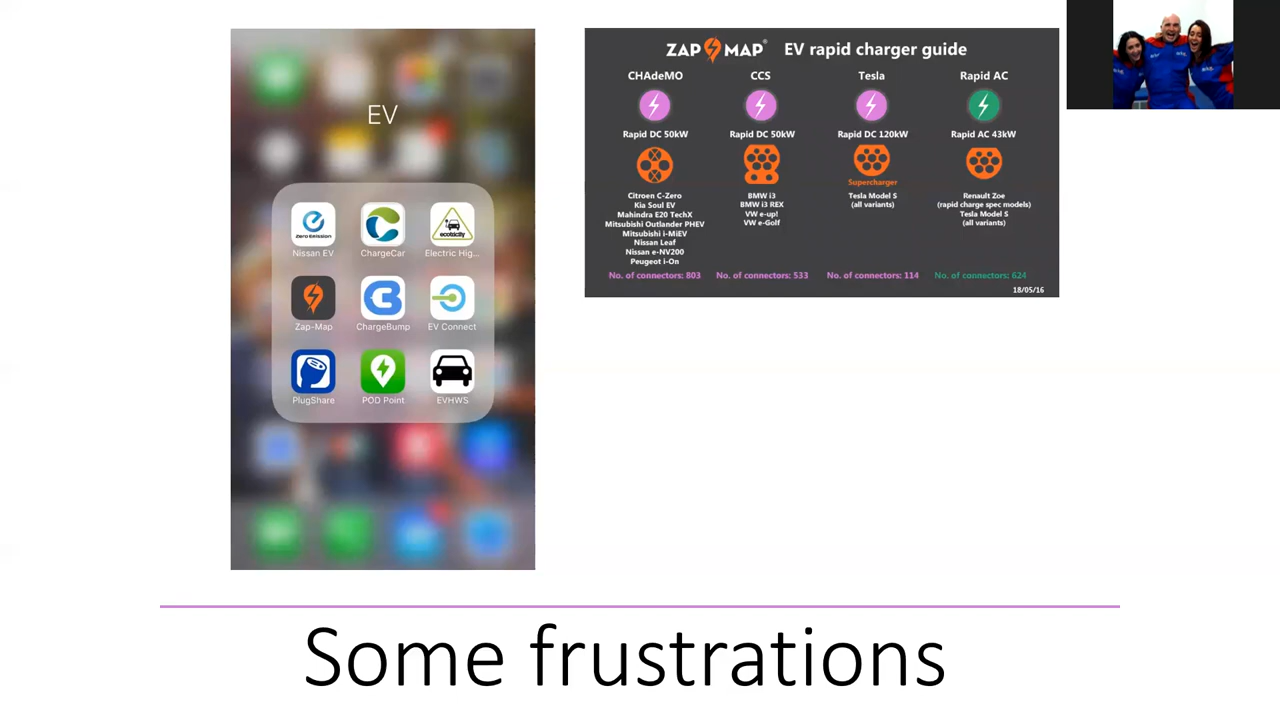 EV
Nissan EV
ChargeCar
Electric Hig...
Zap-Map
ChargeBump
EV Connect
PlugShare
POD Point
EVHWS
Zero Emission
ecotricity
ZAP MAP® EV rapid charger guide
CHAdeMO
Rapid DC 50kW
Citroen C-Zero
Kia Soul EV
Mahindra E20 TechX
Mitsubishi Outlander PHEV
Mitsubishi i-MiEV
Nissan Leaf
Nissan e-NV200
Peugeot i-On
No. of connectors: 803
CCS
Rapid DC 50kW
BMW i3
BMW i3 REX
VW e-up!
VW e-Golf
No. of connectors: 533
Tesla
Rapid DC 120kW
Supercharger
Tesla Model S
(all variants)
No. of connectors: 114
Rapid AC
Rapid AC 43kW
Renault Zoe
(rapid charge spec models)
Tesla Model S
(all variants)
No. of connectors: 624
18/05/16
Some frustrations